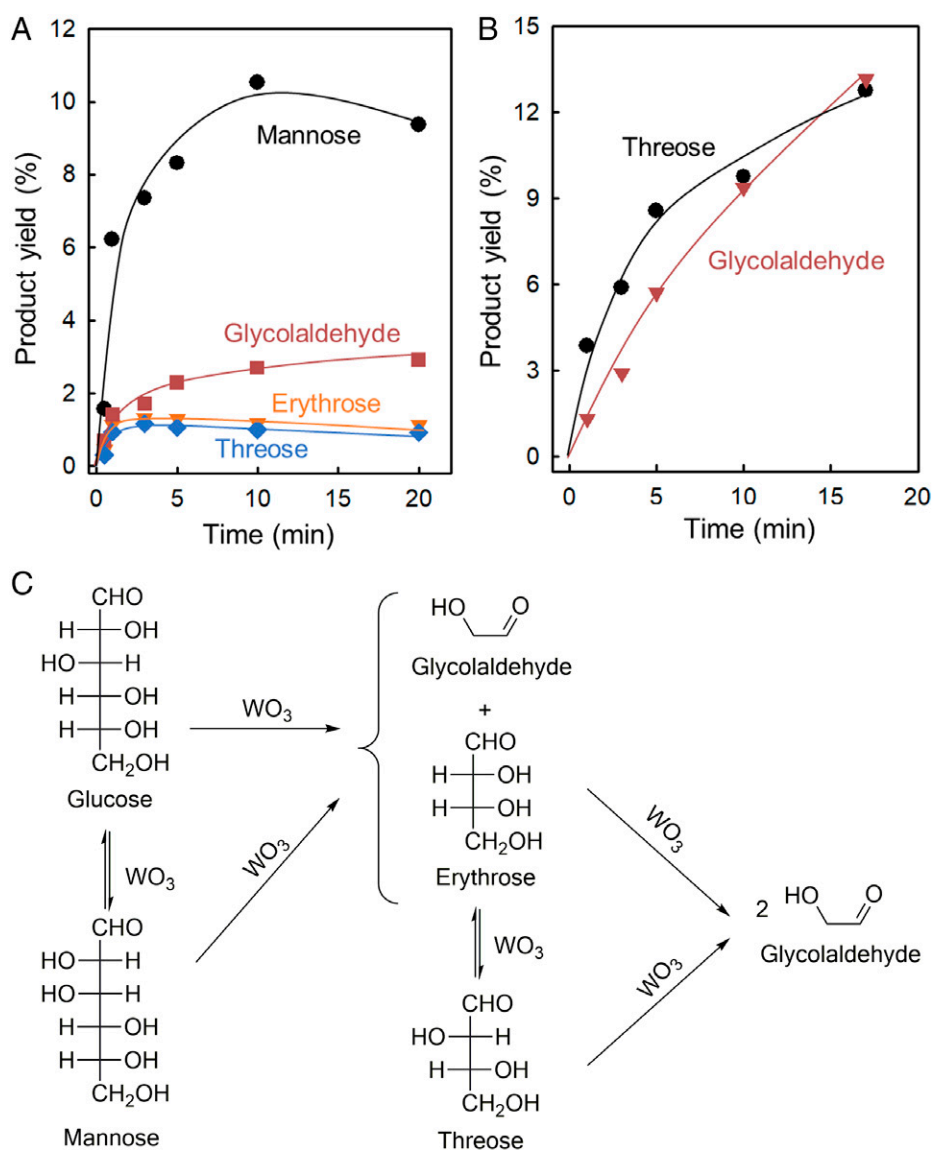 A
12
10
8
6
4
2
0
Product yield (%)
Mannose
Glycolaldehyde
Erythrose
Threose
0 5 10 15 20
Time (min)
B
15
12
9
6
3
0
Product yield (%)
Threose
Glycolaldehyde
0 5 10 15 20
Time (min)
C
CHO
H OH
HO H
H OH
H OH
CH2OH
Glucose
WO3
WO3
CHO
HO H
HO H
H OH
H OH
CH2OH
Mannose
WO3
HO O
Glycolaldehyde
+
CHO
H OH
H OH
CH2OH
Erythrose
WO3
CHO
HO H
H OH
CH2OH
Threose
WO3
WO3
2 HO O
Glycolaldehyde